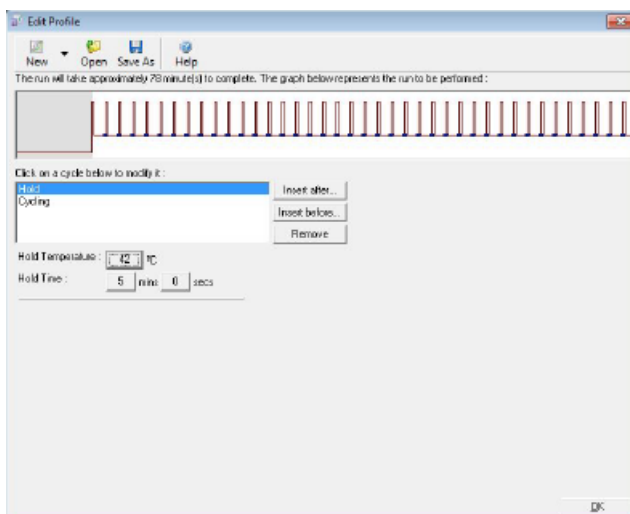 Edit Profile
New Open Save As Help
The run will take approximately 78 minute(s) to complete. The graph below represents the run to be performed :
Click on a cycle below to modify it :
Hold
Cycling
Insert after...
Insert before...
Remove
Hold Temperature : 42 °C
Hold Time : 5 mins 0 secs
OK